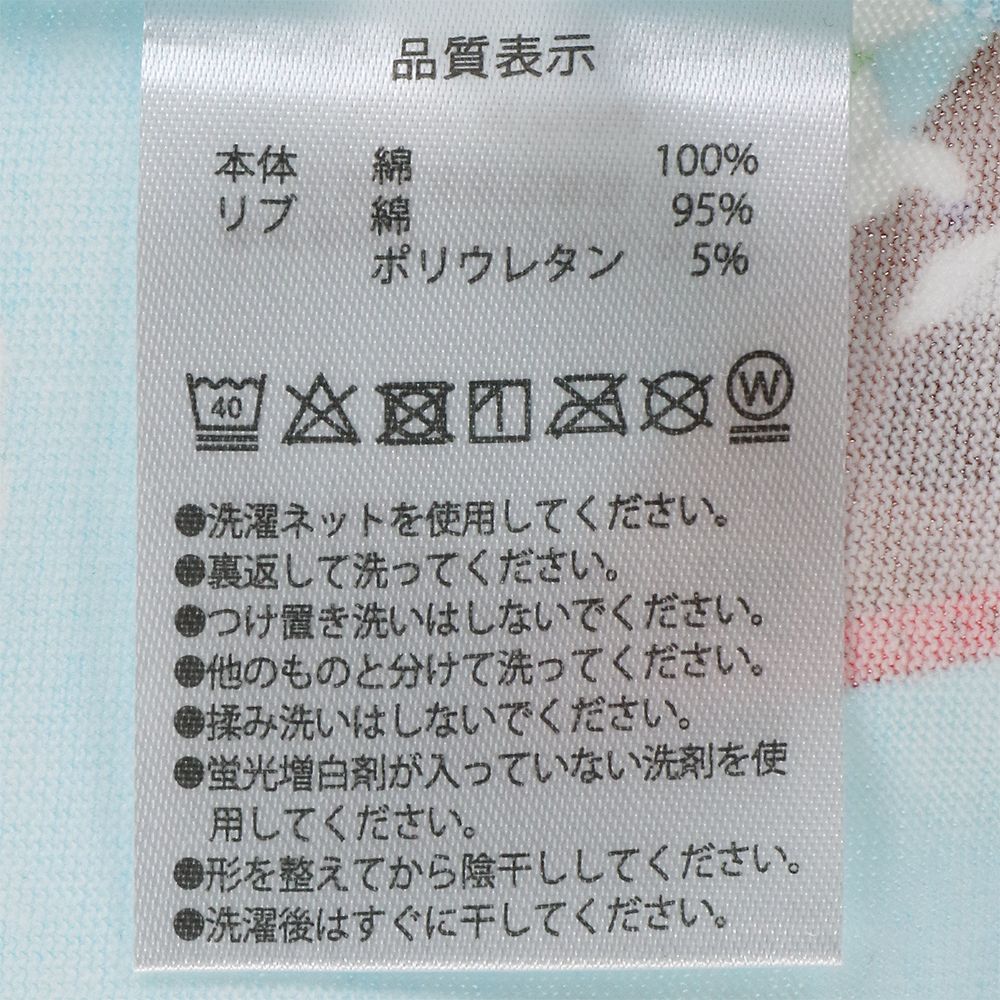 品質表示
本体 綿 100%
リブ 綿 95%
ポリウレタン 5%
40 W
●洗濯ネットを使用してください。
●裏返して洗ってください。
●つけ置き洗いはしないでください。
●他のものと分けて洗ってください。
●揉み洗いはしないでください。
●蛍光増白剤が入っていない洗剤を使
用してください。
●形を整えてから陰干ししてください。
●洗濯後はすぐに干してください。